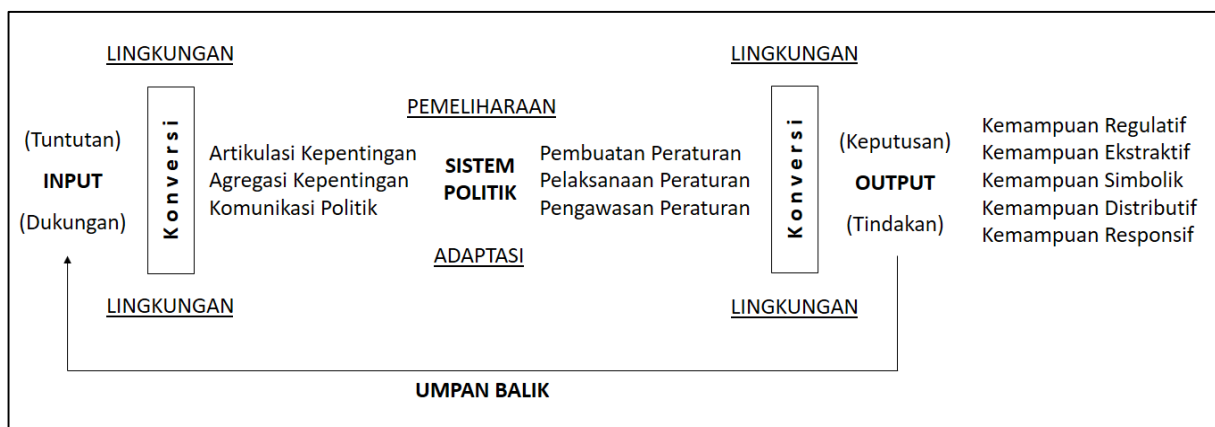 LINGKUNGAN
LINGKUNGAN
PEMELIHARAAN
(Tuntutan)
INPUT
(Dukungan)
Konversi
Artikulasi Kepentingan
Agregasi Kepentingan
Komunikasi Politik
SISTEM
POLITIK
Pembuatan Peraturan
Pelaksanaan Peraturan
Pengawasan Peraturan
Konversi
(Keputusan)
OUTPUT
(Tindakan)
Kemampuan Regulatif
Kemampuan Ekstraktif
Kemampuan Simbolik
Kemampuan Distributif
Kemampuan Responsif
ADAPTASI
LINGKUNGAN
LINGKUNGAN
UMPAN BALIK